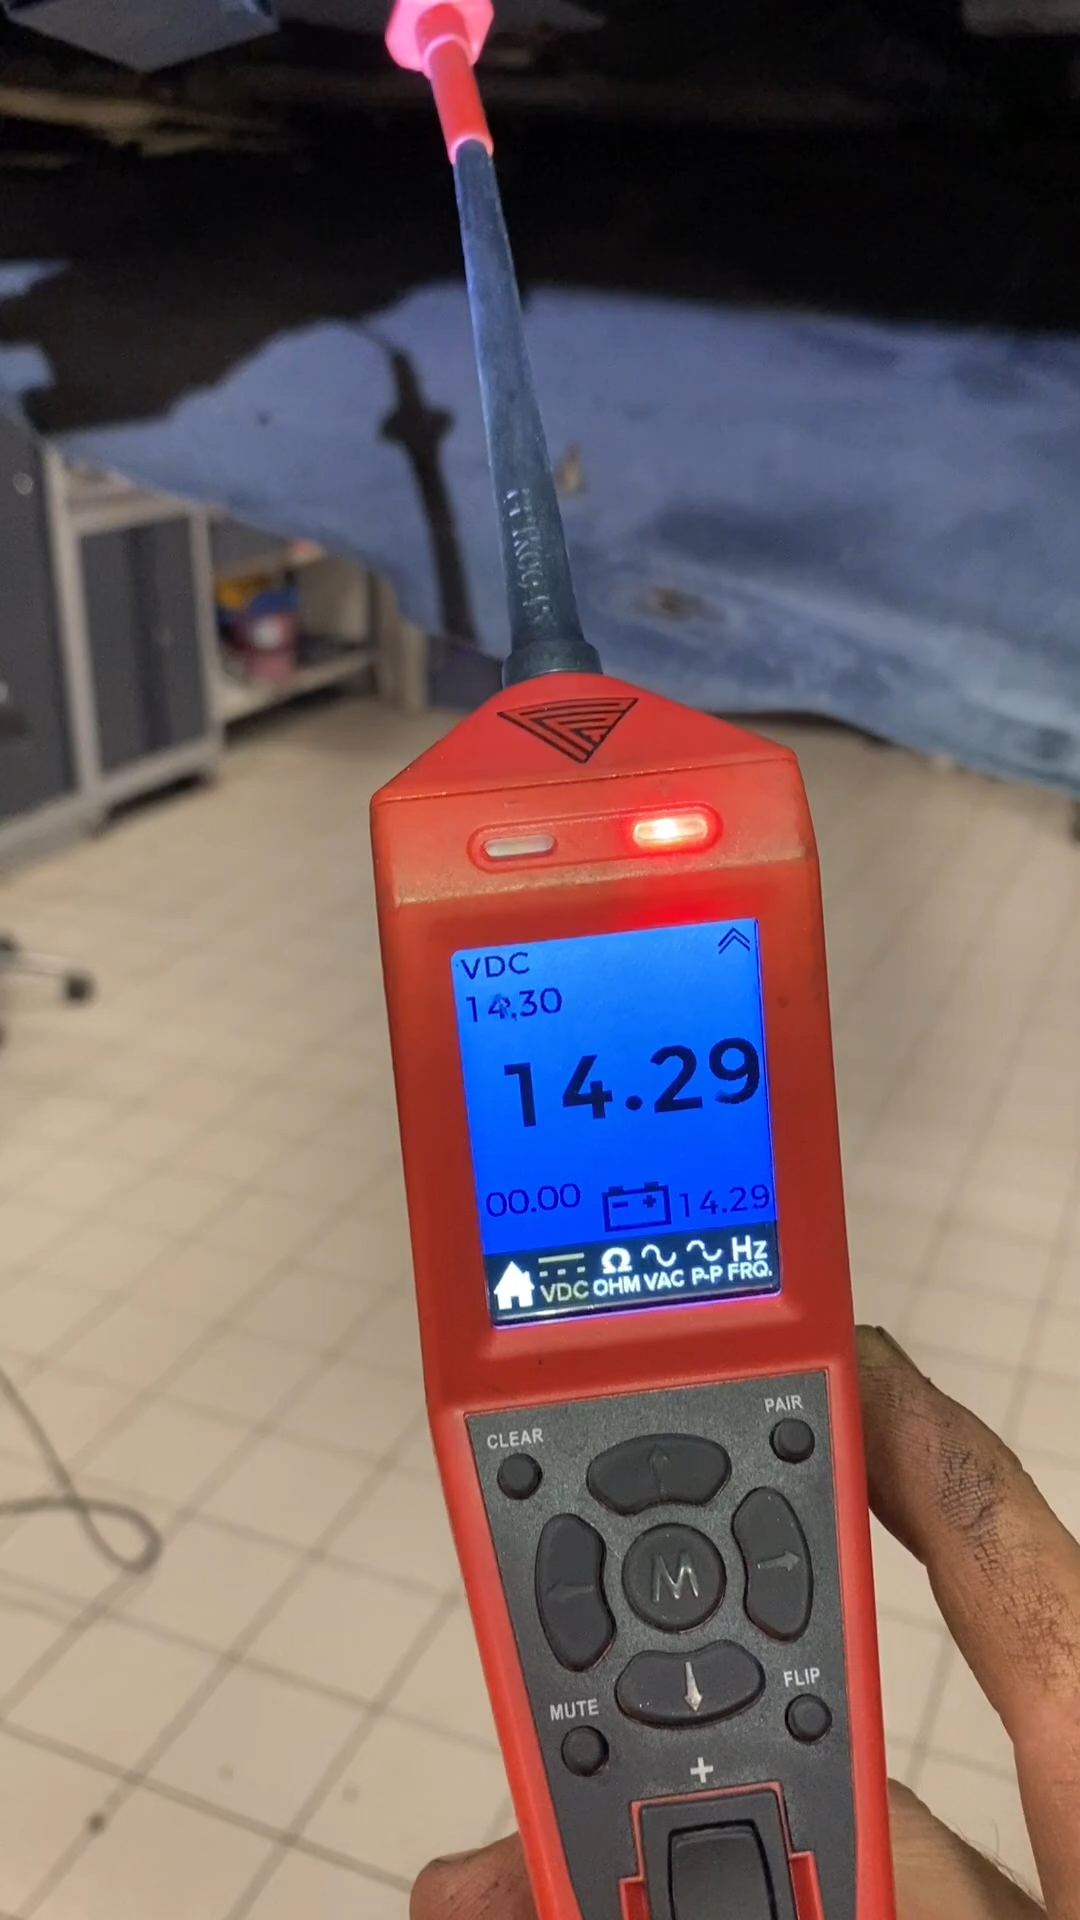 VDC
14.30
14.29
00.00 14.29
VDC OHM VAC P-P FRQ.
Ω Hz
CLEAR PAIR
M
MUTE FLIP
+